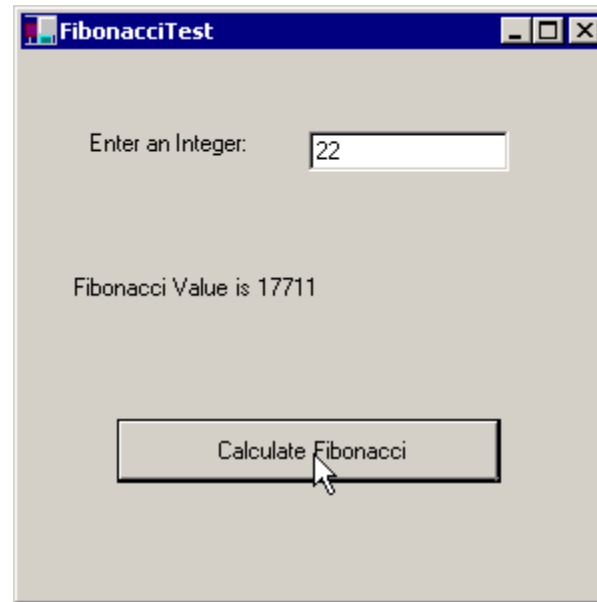 FibonacciTest
Enter an Integer: 22
Fibonacci Value is 17711
Calculate Fibonacci